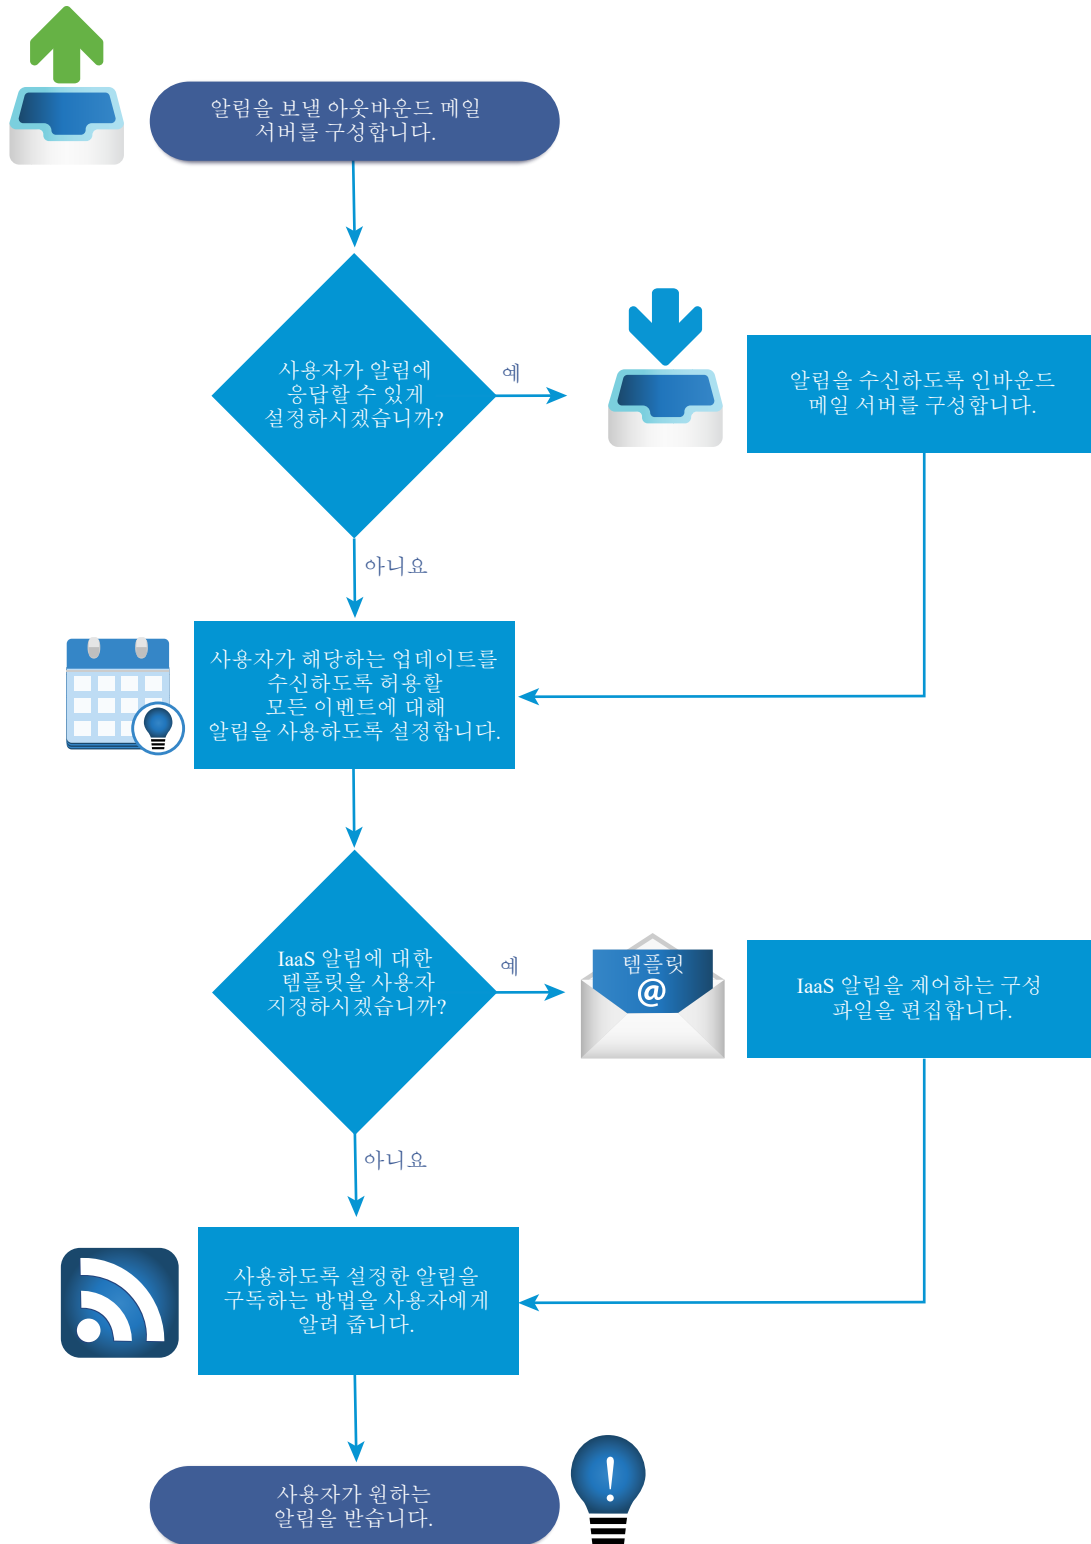 알림을 보낼 아웃바운드 메일
서버를 구성합니다.
사용자가 알림에
응답할 수 있게
설정하시겠습니까?
예
알림을 수신하도록 인바운드
메일 서버를 구성합니다.
아니요
사용자가 해당하는 업데이트를
수신하도록 허용할
모든 이벤트에 대해
알림을 사용하도록 설정합니다.
IaaS 알림에 대한
템플릿을 사용자
지정하시겠습니까?
예
템플릿
@
IaaS 알림을 제어하는 구성
파일을 편집합니다.
아니요
사용하도록 설정한 알림을
구독하는 방법을 사용자에게
알려 줍니다.
사용자가 원하는
알림을 받습니다.
!